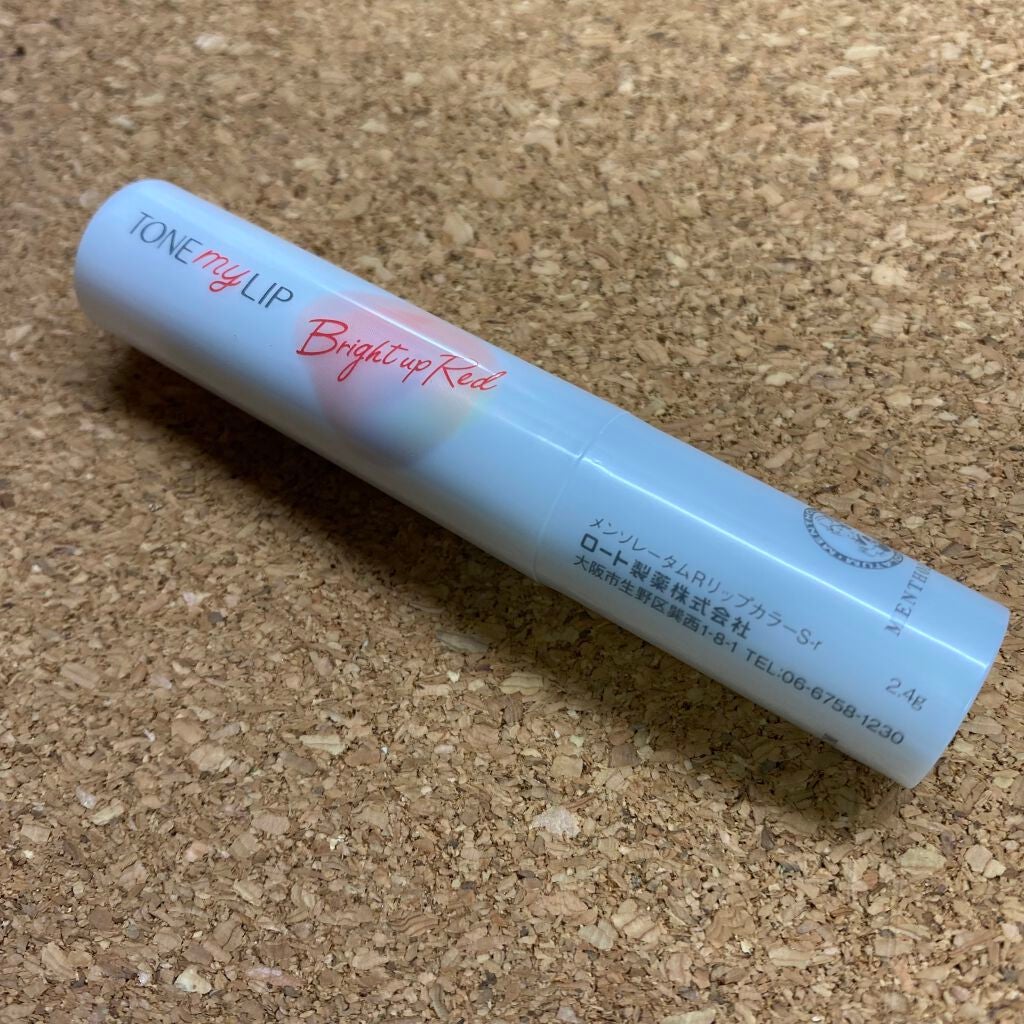 TONE my LIP
Bright up Red
メンソレータムRリップカラーS-r
ロート製薬株式会社
大阪市生野区巽西1-8-1 TEL:06-6758-1230
2.4g